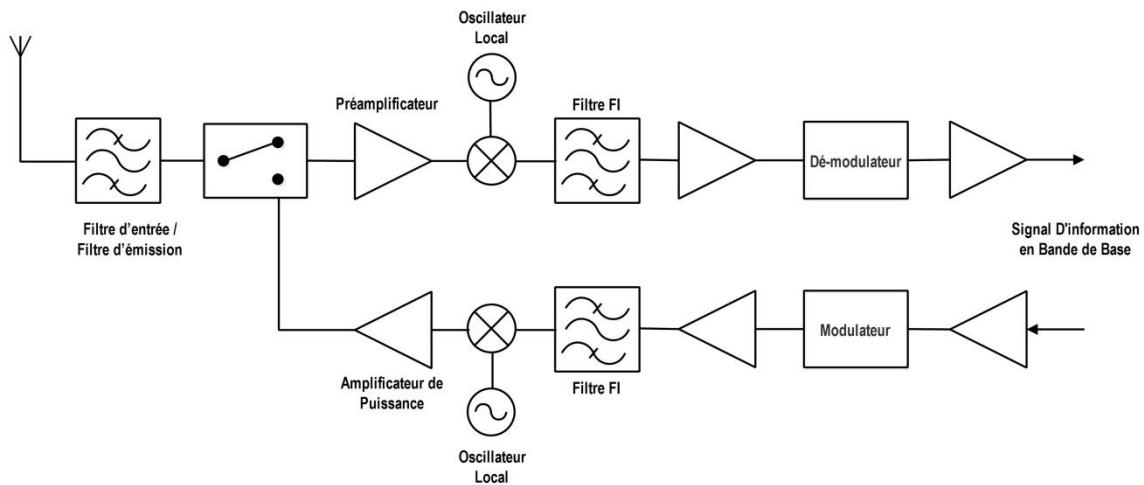 Oscillateur
Local
Préamplificateur
Filtre FI
Dé-modulateur
Filtre d'entrée /
Filtre d'émission
Signal D'information
en Bande de Base
Modulateur
Amplificateur de
Puissance
Filtre FI
Oscillateur
Local